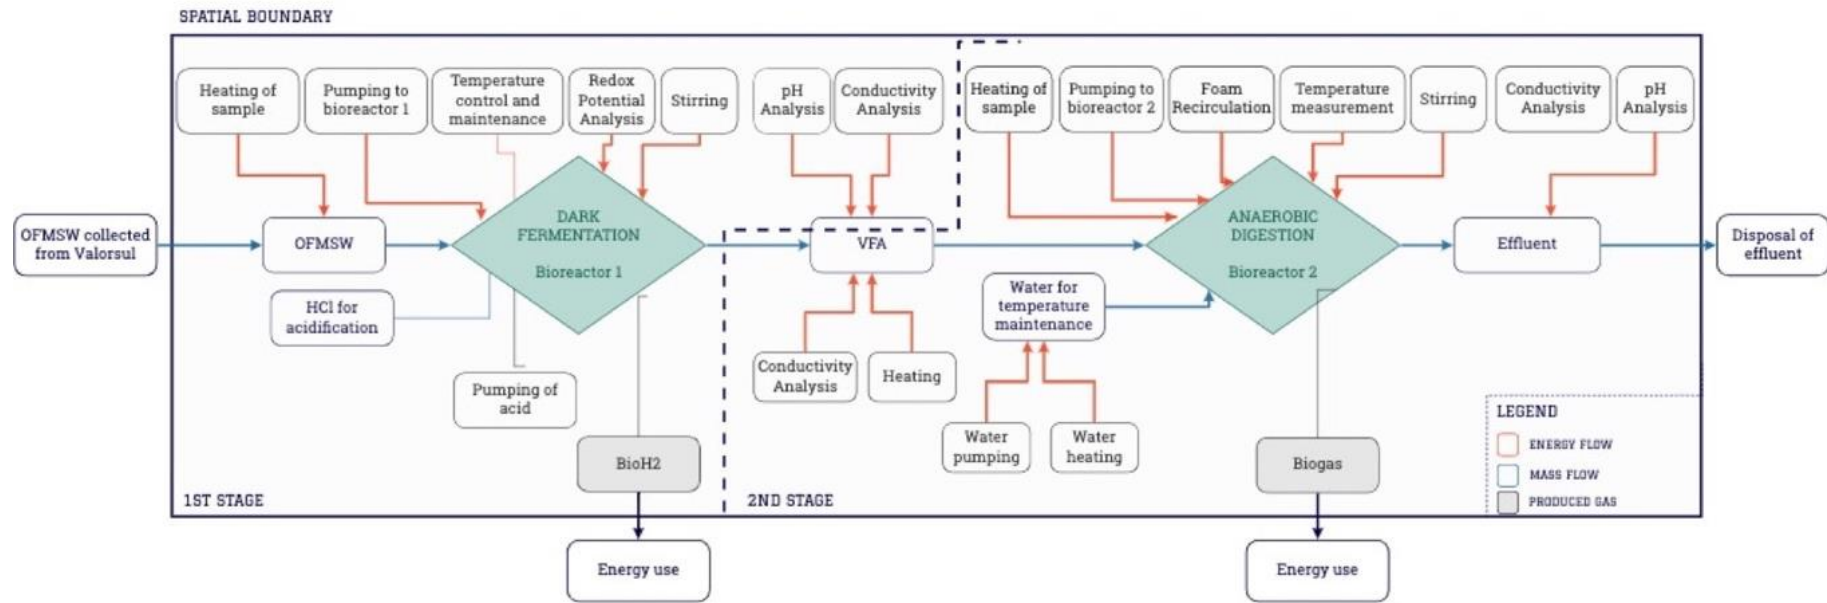 SPATIAL BOUNDARY
Heating of
sample
Pumping to
bioreactor 1
Temperature
control and
maintenance
Redox
Potential
Analysis
Stirring
pH
Analysis
Conductivity
Analysis
Heating of
sample
Pumping to
bioreactor 2
Foam
Recirculation
Temperature
measurement
Stirring
Conductivity
Analysis
pH
Analysis
OFMSW collected
from Valorsul
OFMSW
DARK
FERMENTATION
Bioreactor 1
VFA
ANAEROBIC
DIGESTION
Bioreactor 2
Effluent
Disposal of
effluent
HCl for
acidification
Water for
temperature
maintenance
Pumping of
acid
Conductivity
Analysis
Heating
Water
pumping
Water
heating
BioH2
Biogas
LEGEND
ENERGY FLOW
MASS FLOW
PRODUCED GAS
1ST STAGE
2ND STAGE
Energy use
Energy use